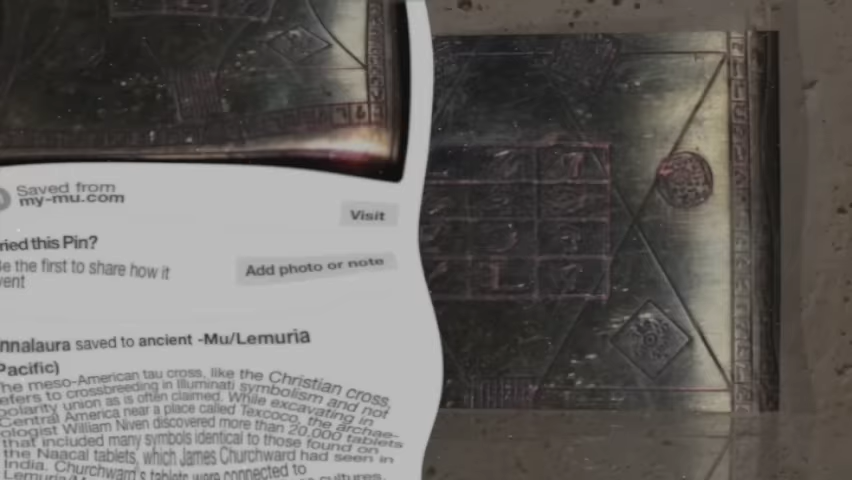 Saved from
my-mu.com
Visit
ried this Pin?
e the first to share how it
vent
Add photo or note
nnalaura saved to ancient -Mu/Lemuria
Pacific)
he meso-American tau cross, like the Christian cross,
efers to crossbreeding in Illuminati symbolism and not
polarity union as is often claimed. While excavating in
Central America near a place called Texcoco, the archae-
ologist William Niven discovered more than 20,000 tablets
that included many symbols identical to those found on
the Naacal tablets, which James Churchward had seen in
India. Churchward's tablets were connected to